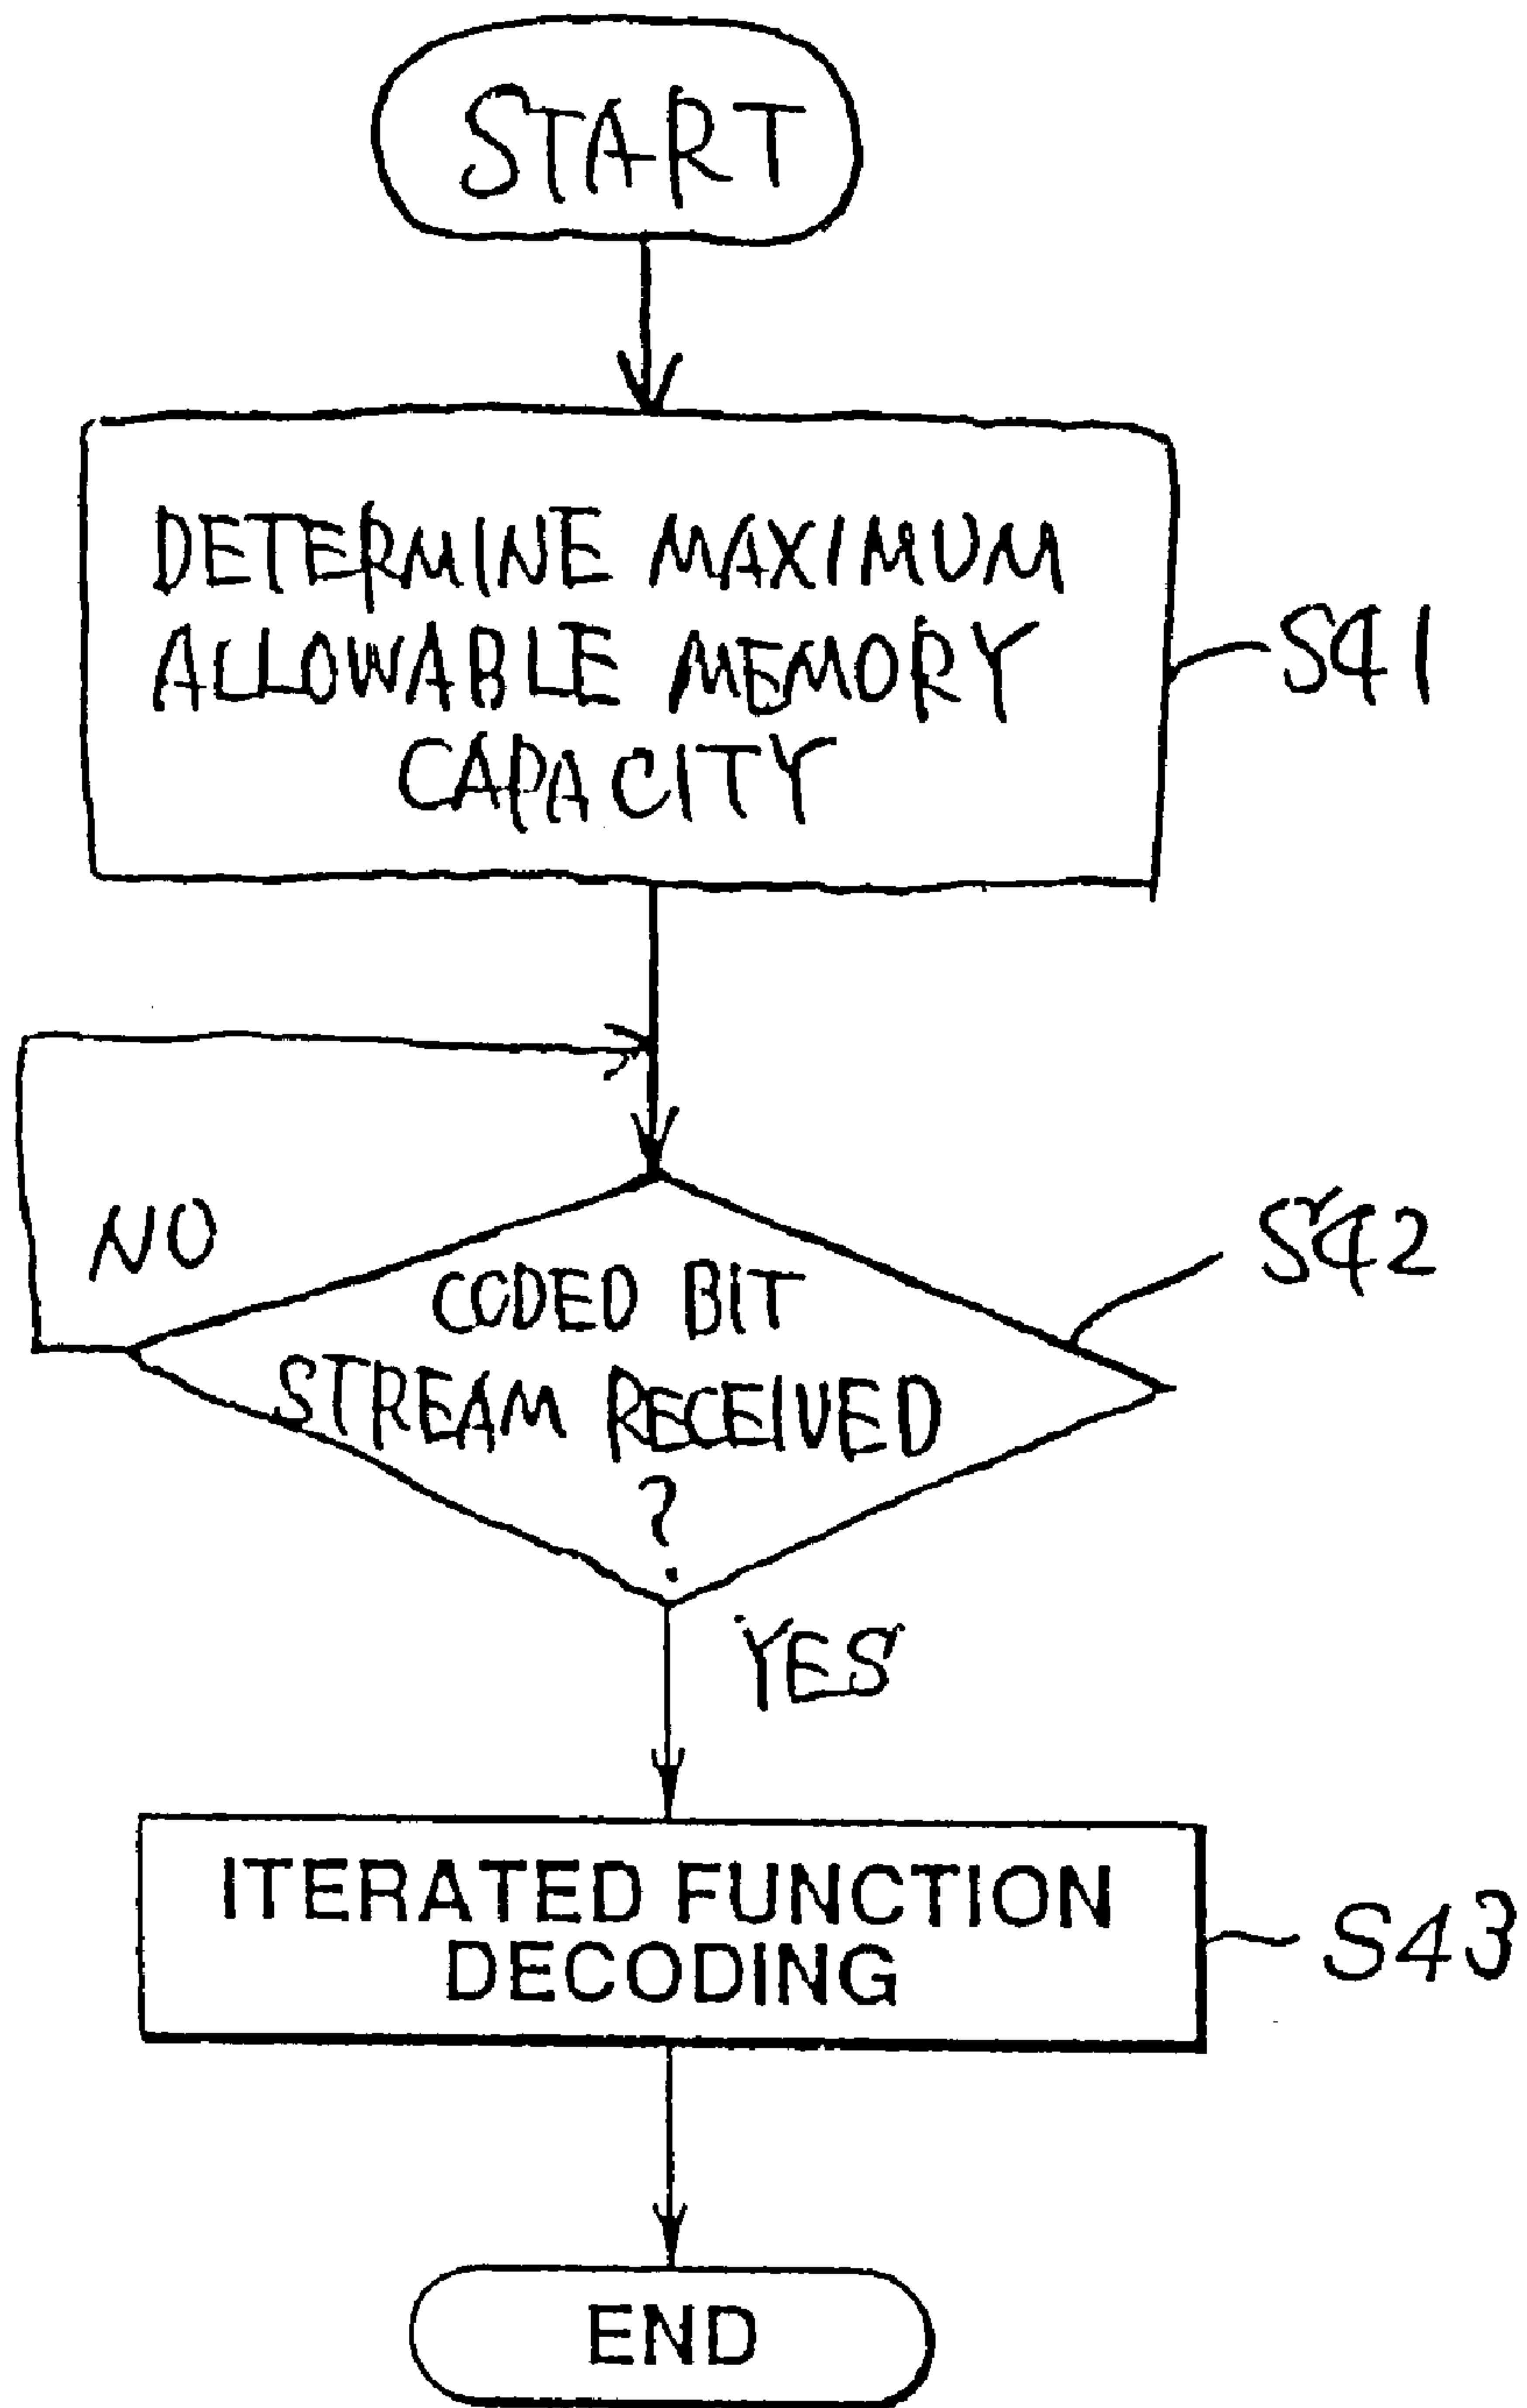 START
DETERMINE MAXIMUM
ALLOWABLE MEMORY
CAPACITY
S41
NO
S42
CODED BIT
STREAM RECEIVED
?
YES
ITERATED FUNCTION
DECODING
S43
END